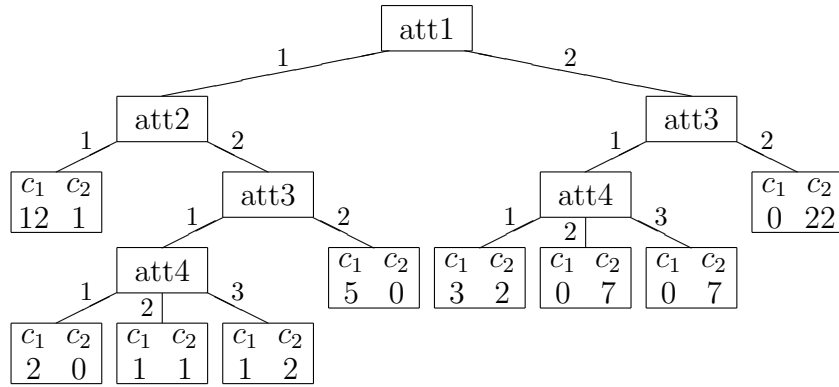 att1
1 2
att2 att3
1 2 1 2
c₁ c₂ att3 att4 c₁ c₂
12 1 0 22
1 2 1 2 3
att4 c₁ c₂ c₁ c₂ c₁ c₂ c₁ c₂
5 0 3 2 0 7 0 7
1 2 3
c₁ c₂ c₁ c₂ c₁ c₂
2 0 1 1 1 2